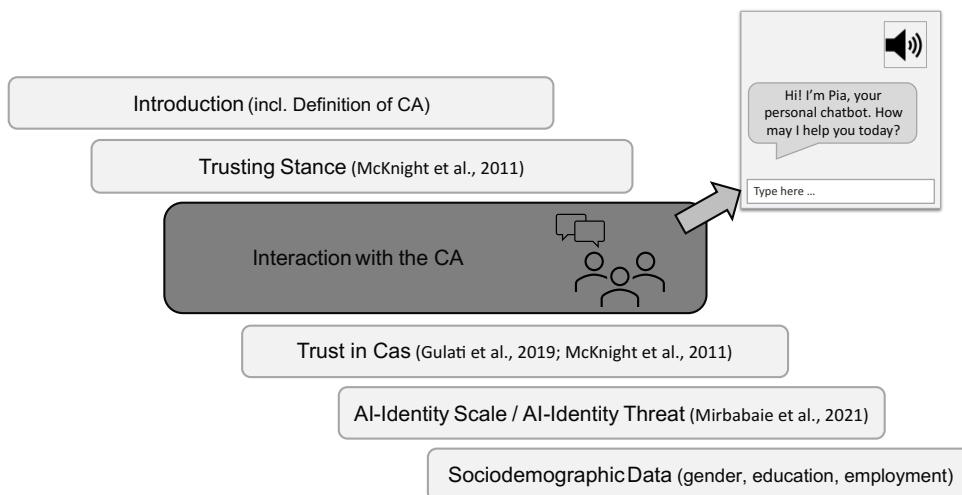 Introduction (incl. Definition of CA)
Trusting Stance (McKnight et al., 2011)
Interaction with the CA
Hi! I'm Pia, your
personal chatbot. How
may I help you today?
Type here ...
Trust in Cas (Gulati et al., 2019; McKnight et al., 2011)
AI-Identity Scale / AI-Identity Threat (Mirbabaie et al., 2021)
Sociodemographic Data (gender, education, employment)